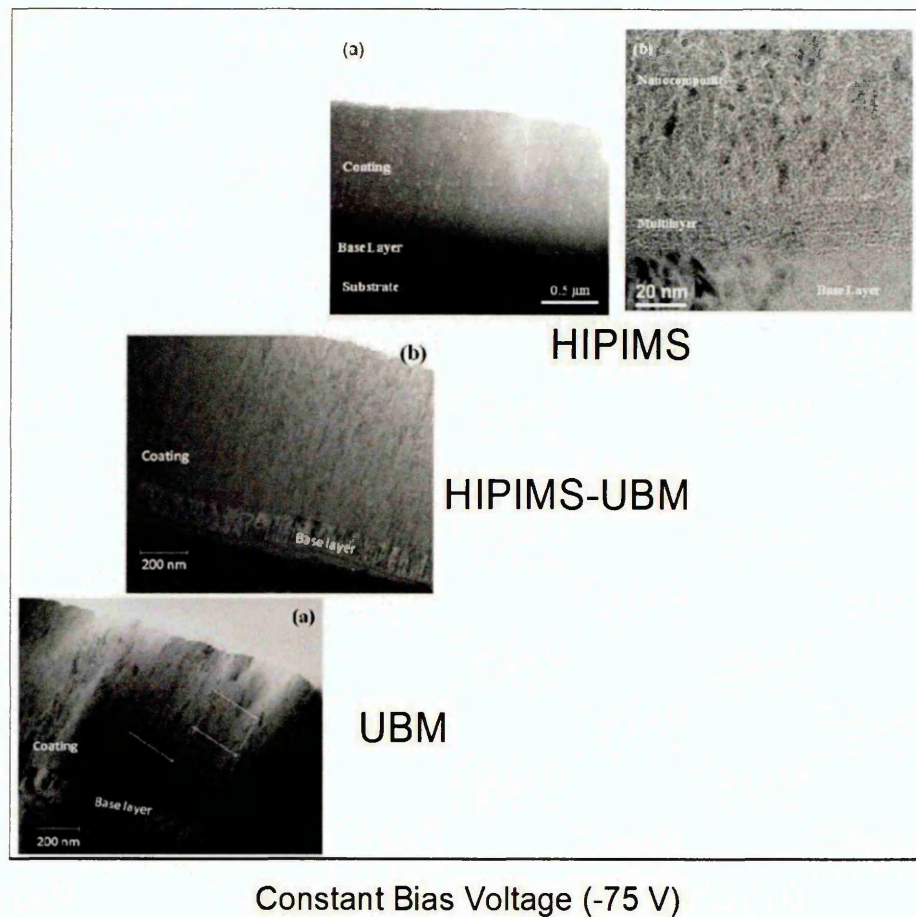 (a)
Coating
Base Layer
Substrate
0.5 µm
(b)
Nanocomposite
Multilayer
Base Layer
20 nm
HIPIMS
(b)
Coating
Base layer
200 nm
HIPIMS-UBM
(a)
Coating
Base layer
200 nm
UBM
Constant Bias Voltage (-75 V)